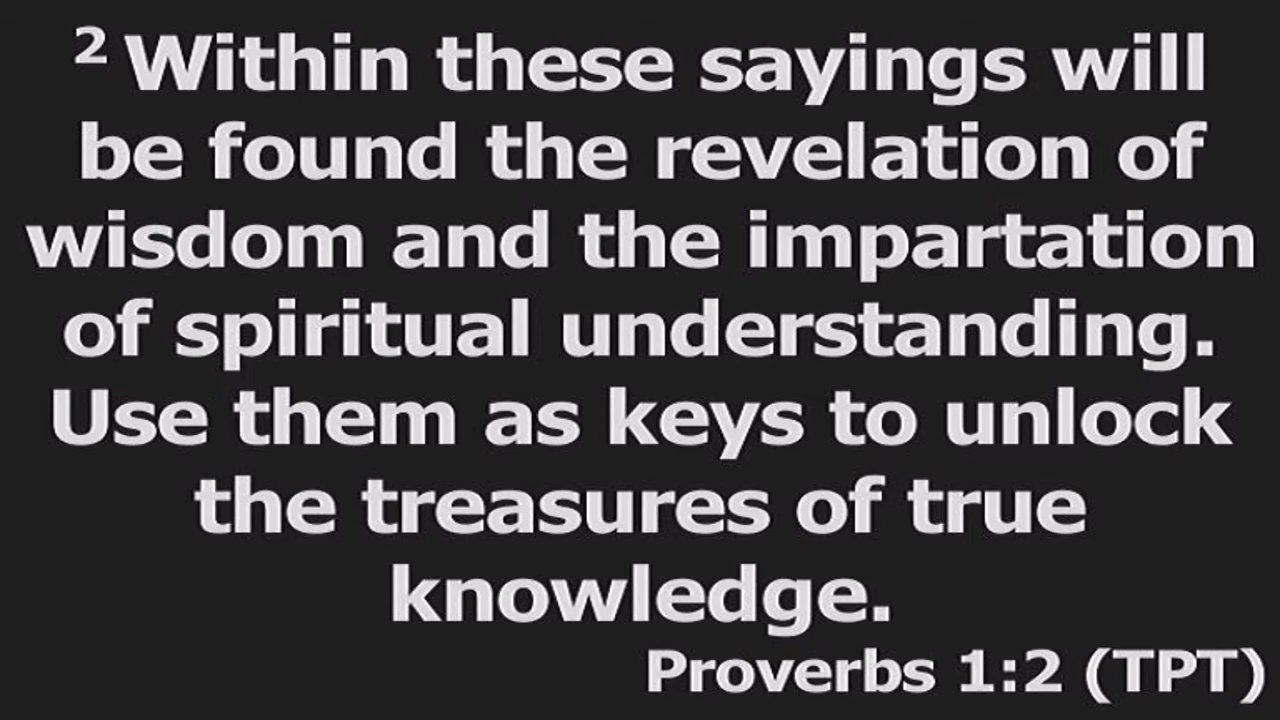 ² Within these sayings will
be found the revelation of
wisdom and the impartation
of spiritual understanding.
Use them as keys to unlock
the treasures of true
knowledge.
Proverbs 1:2 (TPT)